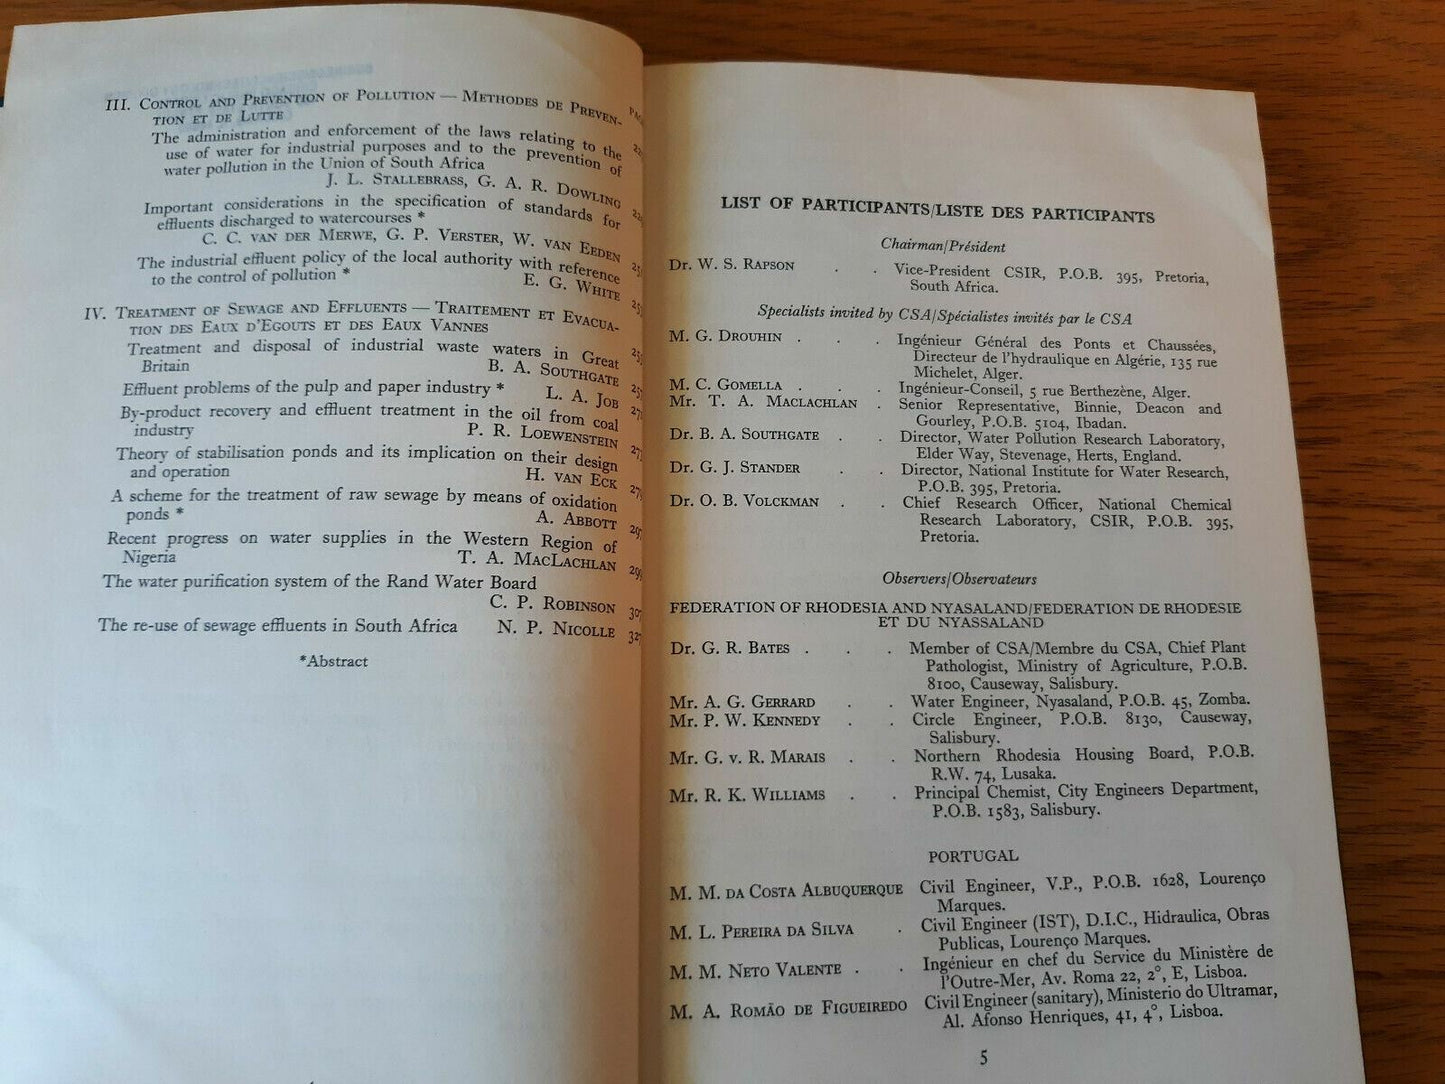 III. CONTROL AND PREVENTION OF POLLUTION — METHODES DE PREVEN-
TION ET DE LUTTE
The administration and enforcement of the laws relating to the
use of water for industrial purposes and to the prevention of
water pollution in the Union of South Africa
J. L. STALLEBRASS, G. A. R. DOWLING
Important considerations in the specification of standards for
effluents discharged to watercourses *
C. C. VAN DER MERWE, G. P. VERSTER, W. VAN EEDEN
The industrial effluent policy of the local authority with reference
to the control of pollution *
E. G. WHITE
IV. TREATMENT OF SEWAGE AND EFFLUENTS — TRAITEMENT ET EVACUA-
TION DES EAUX D'EGOUTS ET DES EAUX VANNES
Treatment and disposal of industrial waste waters in Great
Britain B. A. SOUTHGATE
Effluent problems of the pulp and paper industry * L. A. JOB
By-product recovery and effluent treatment in the oil from coal
industry P. R. LOEWENSTEIN
Theory of stabilisation ponds and its implication on their design
and operation H. VAN ECK
A scheme for the treatment of raw sewage by means of oxidation
ponds * A. ABBOTT
Recent progress on water supplies in the Western Region of
Nigeria T. A. MACLACHLAN 299
The water purification system of the Rand Water Board
C. P. ROBINSON 307
The re-use of sewage effluents in South Africa N. P. NICOLLE 327
*Abstract
LIST OF PARTICIPANTS/LISTE DES PARTICIPANTS
Chairman/Président
Dr. W. S. RAPSON . . Vice-President CSIR, P.O.B. 395, Pretoria,
South Africa.
Specialists invited by CSA/Spécialistes invités par le CSA
M. G. DROUHIN . . . Ingénieur Général des Ponts et Chaussées,
Directeur de l'hydraulique en Algérie, 135 rue
Michelet, Alger.
M. C. GOMELLA . . . Ingénieur-Conseil, 5 rue Berthezène, Alger.
Mr. T. A. MACLACHLAN . Senior Representative, Binnie, Deacon and
Gourley, P.O.B. 5104, Ibadan.
Dr. B. A. SOUTHGATE . . Director, Water Pollution Research Laboratory,
Elder Way, Stevenage, Herts, England.
Dr. G. J. STANDER . . Director, National Institute for Water Research,
P.O.B. 395, Pretoria.
Dr. O. B. VOLCKMAN . . Chief Research Officer, National Chemical
Research Laboratory, CSIR, P.O.B. 395,
Pretoria.
Observers/Observateurs
FEDERATION OF RHODESIA AND NYASALAND/FEDERATION DE RHODESIE
ET DU NYASSALAND
Dr. G. R. BATES . . . Member of CSA/Membre du CSA, Chief Plant
Pathologist, Ministry of Agriculture, P.O.B.
8100, Causeway, Salisbury.
Mr. A. G. GERRARD . . Water Engineer, Nyasaland, P.O.B. 45, Zomba.
Mr. P. W. KENNEDY . . Circle Engineer, P.O.B. 8130, Causeway,
Salisbury.
Mr. G. v. R. MARAIS . . Northern Rhodesia Housing Board, P.O.B.
R.W. 74, Lusaka.
Mr. R. K. WILLIAMS . . Principal Chemist, City Engineers Department,
P.O.B. 1583, Salisbury.
PORTUGAL
M. M. DA COSTA ALBUQUERQUE Civil Engineer, V.P., P.O.B. 1628, Lourenço
Marques.
M. L. PEREIRA DA SILVA . Civil Engineer (IST), D.I.C., Hidraulica, Obras
Publicas, Lourenço Marques.
M. M. NETO VALENTE . . Ingénieur en chef du Service du Ministère de
l'Outre-Mer, Av. Roma 22, 2°, E, Lisboa.
M. A. ROMÃO DE FIGUEIREDO Civil Engineer (sanitary), Ministerio do Ultramar,
Al. Afonso Henriques, 41, 4°, Lisboa.
5